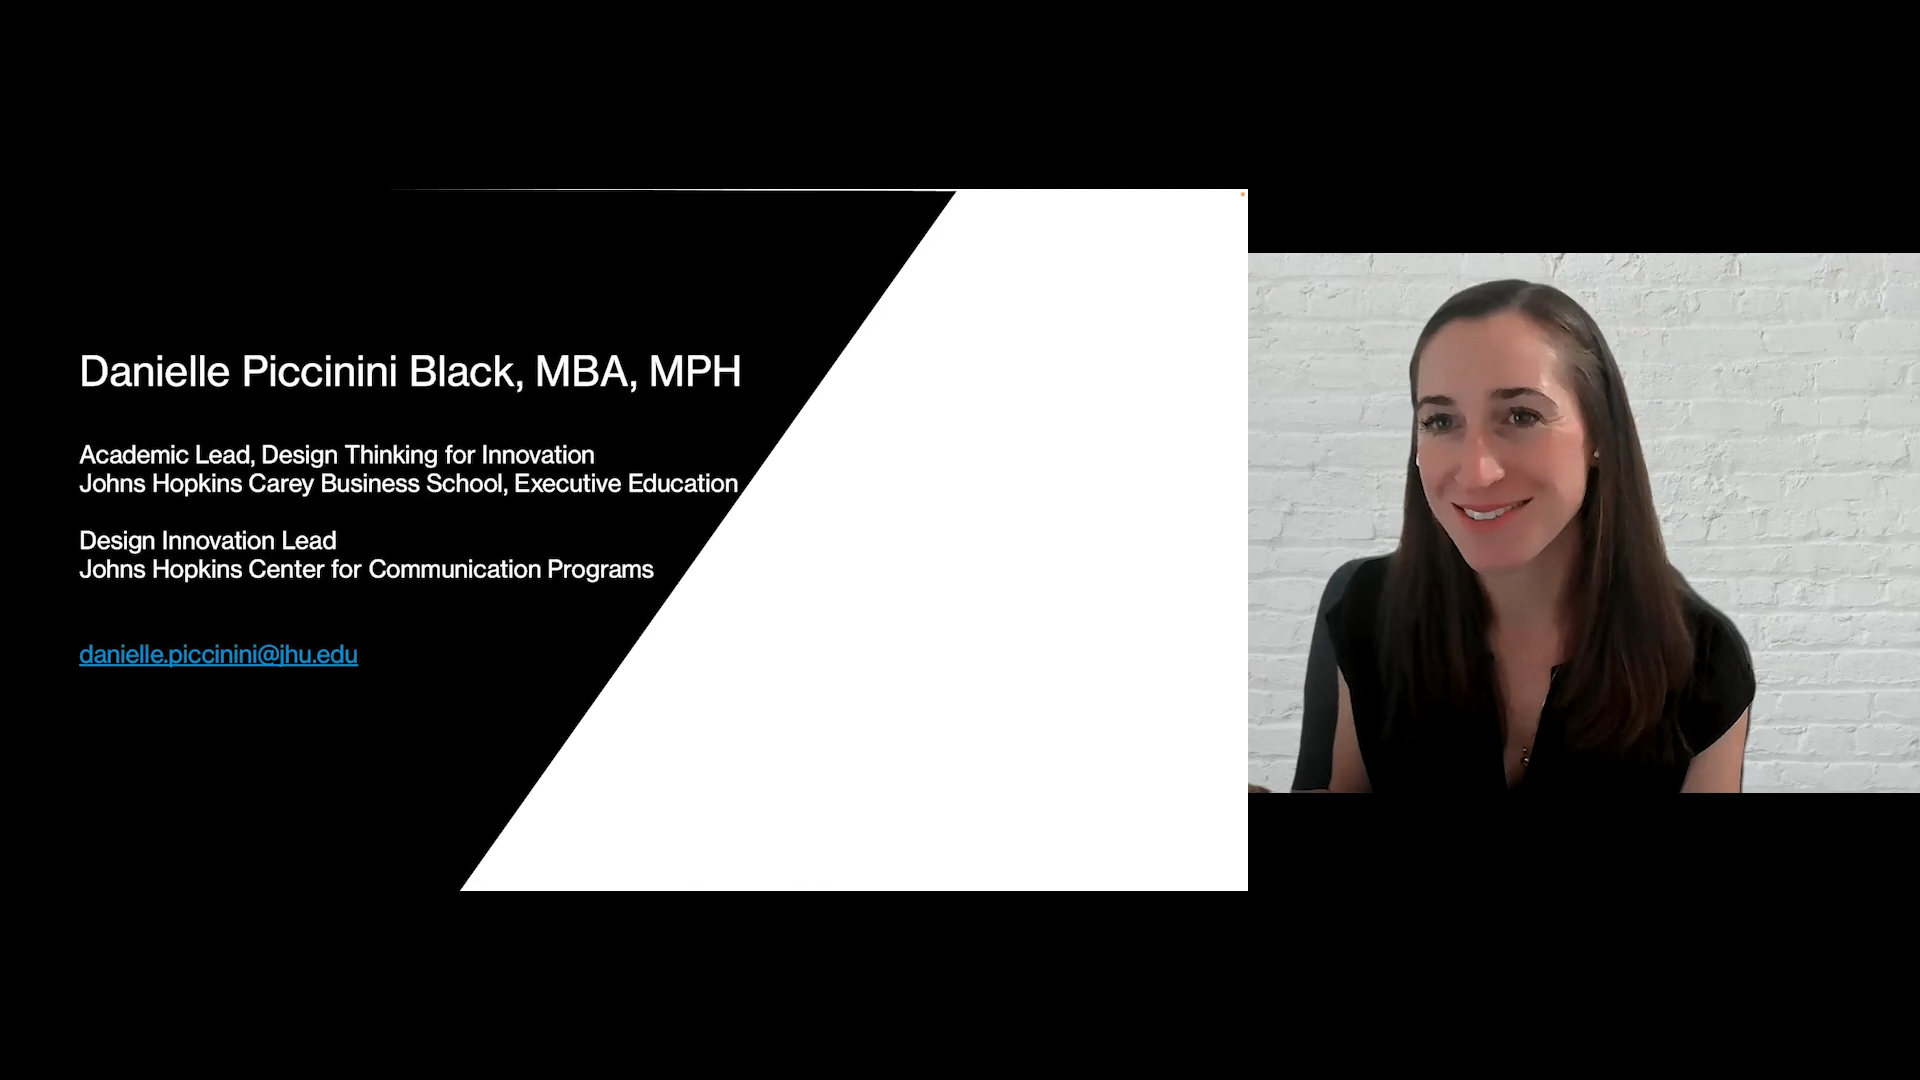 Danielle Piccinini Black, MBA, MPH
Academic Lead, Design Thinking for Innovation
Johns Hopkins Carey Business School, Executive Education
Design Innovation Lead
Johns Hopkins Center for Communication Programs
danielle.piccinini@jhu.edu